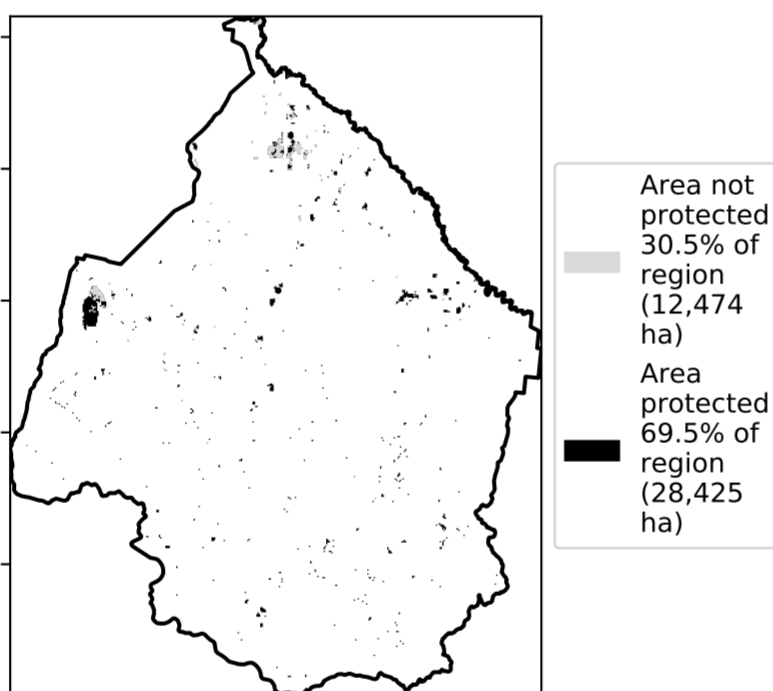 Area not
protected
30.5% of
region
(12,474
ha)
Area
protected
69.5% of
region
(28,425
ha)